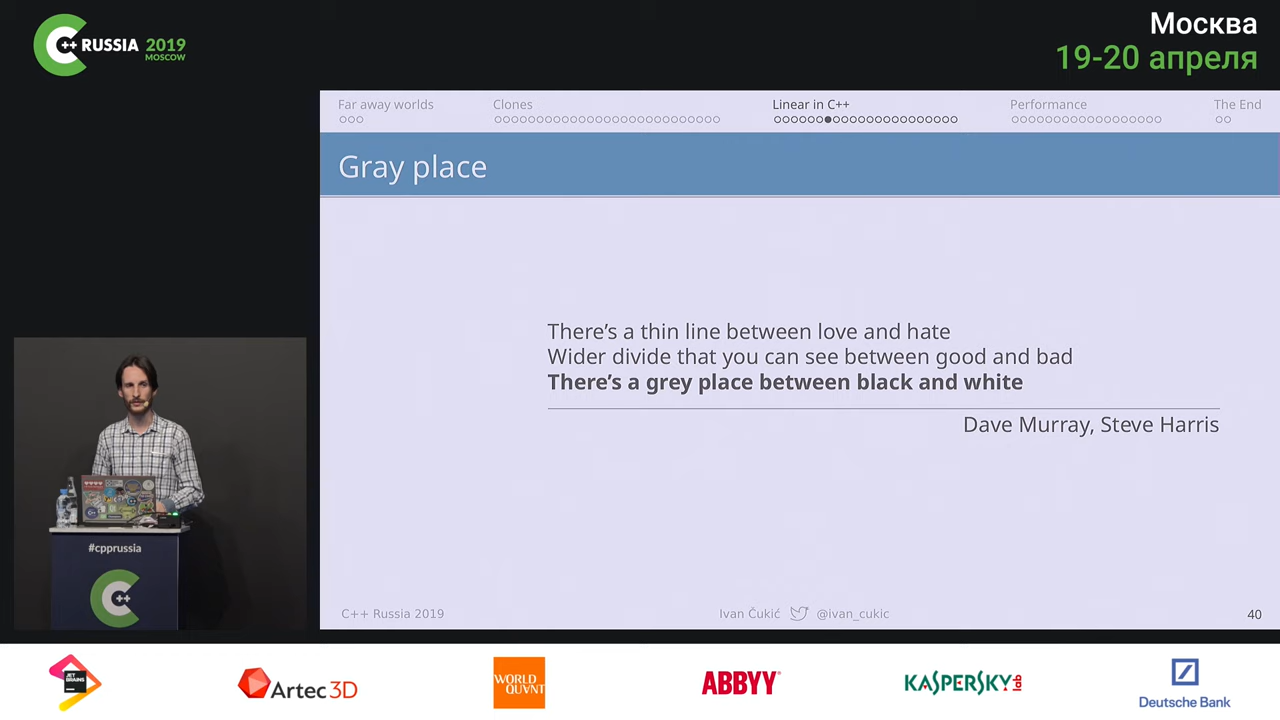 C++ RUSSIA 2019
MOSCOW
Москва
19-20 апреля
Far away worlds
Clones
Linear in C++
Performance
The End
Gray place
There's a thin line between love and hate
Wider divide that you can see between good and bad
There's a grey place between black and white
Dave Murray, Steve Harris
#cpprussia
C++
C++ Russia 2019
Ivan Čukić
@ivan_cukic
40
JET BRAINS
Artec 3D
WORLD QUVNT
ABBYY®
KASPERSKY lab
Deutsche Bank